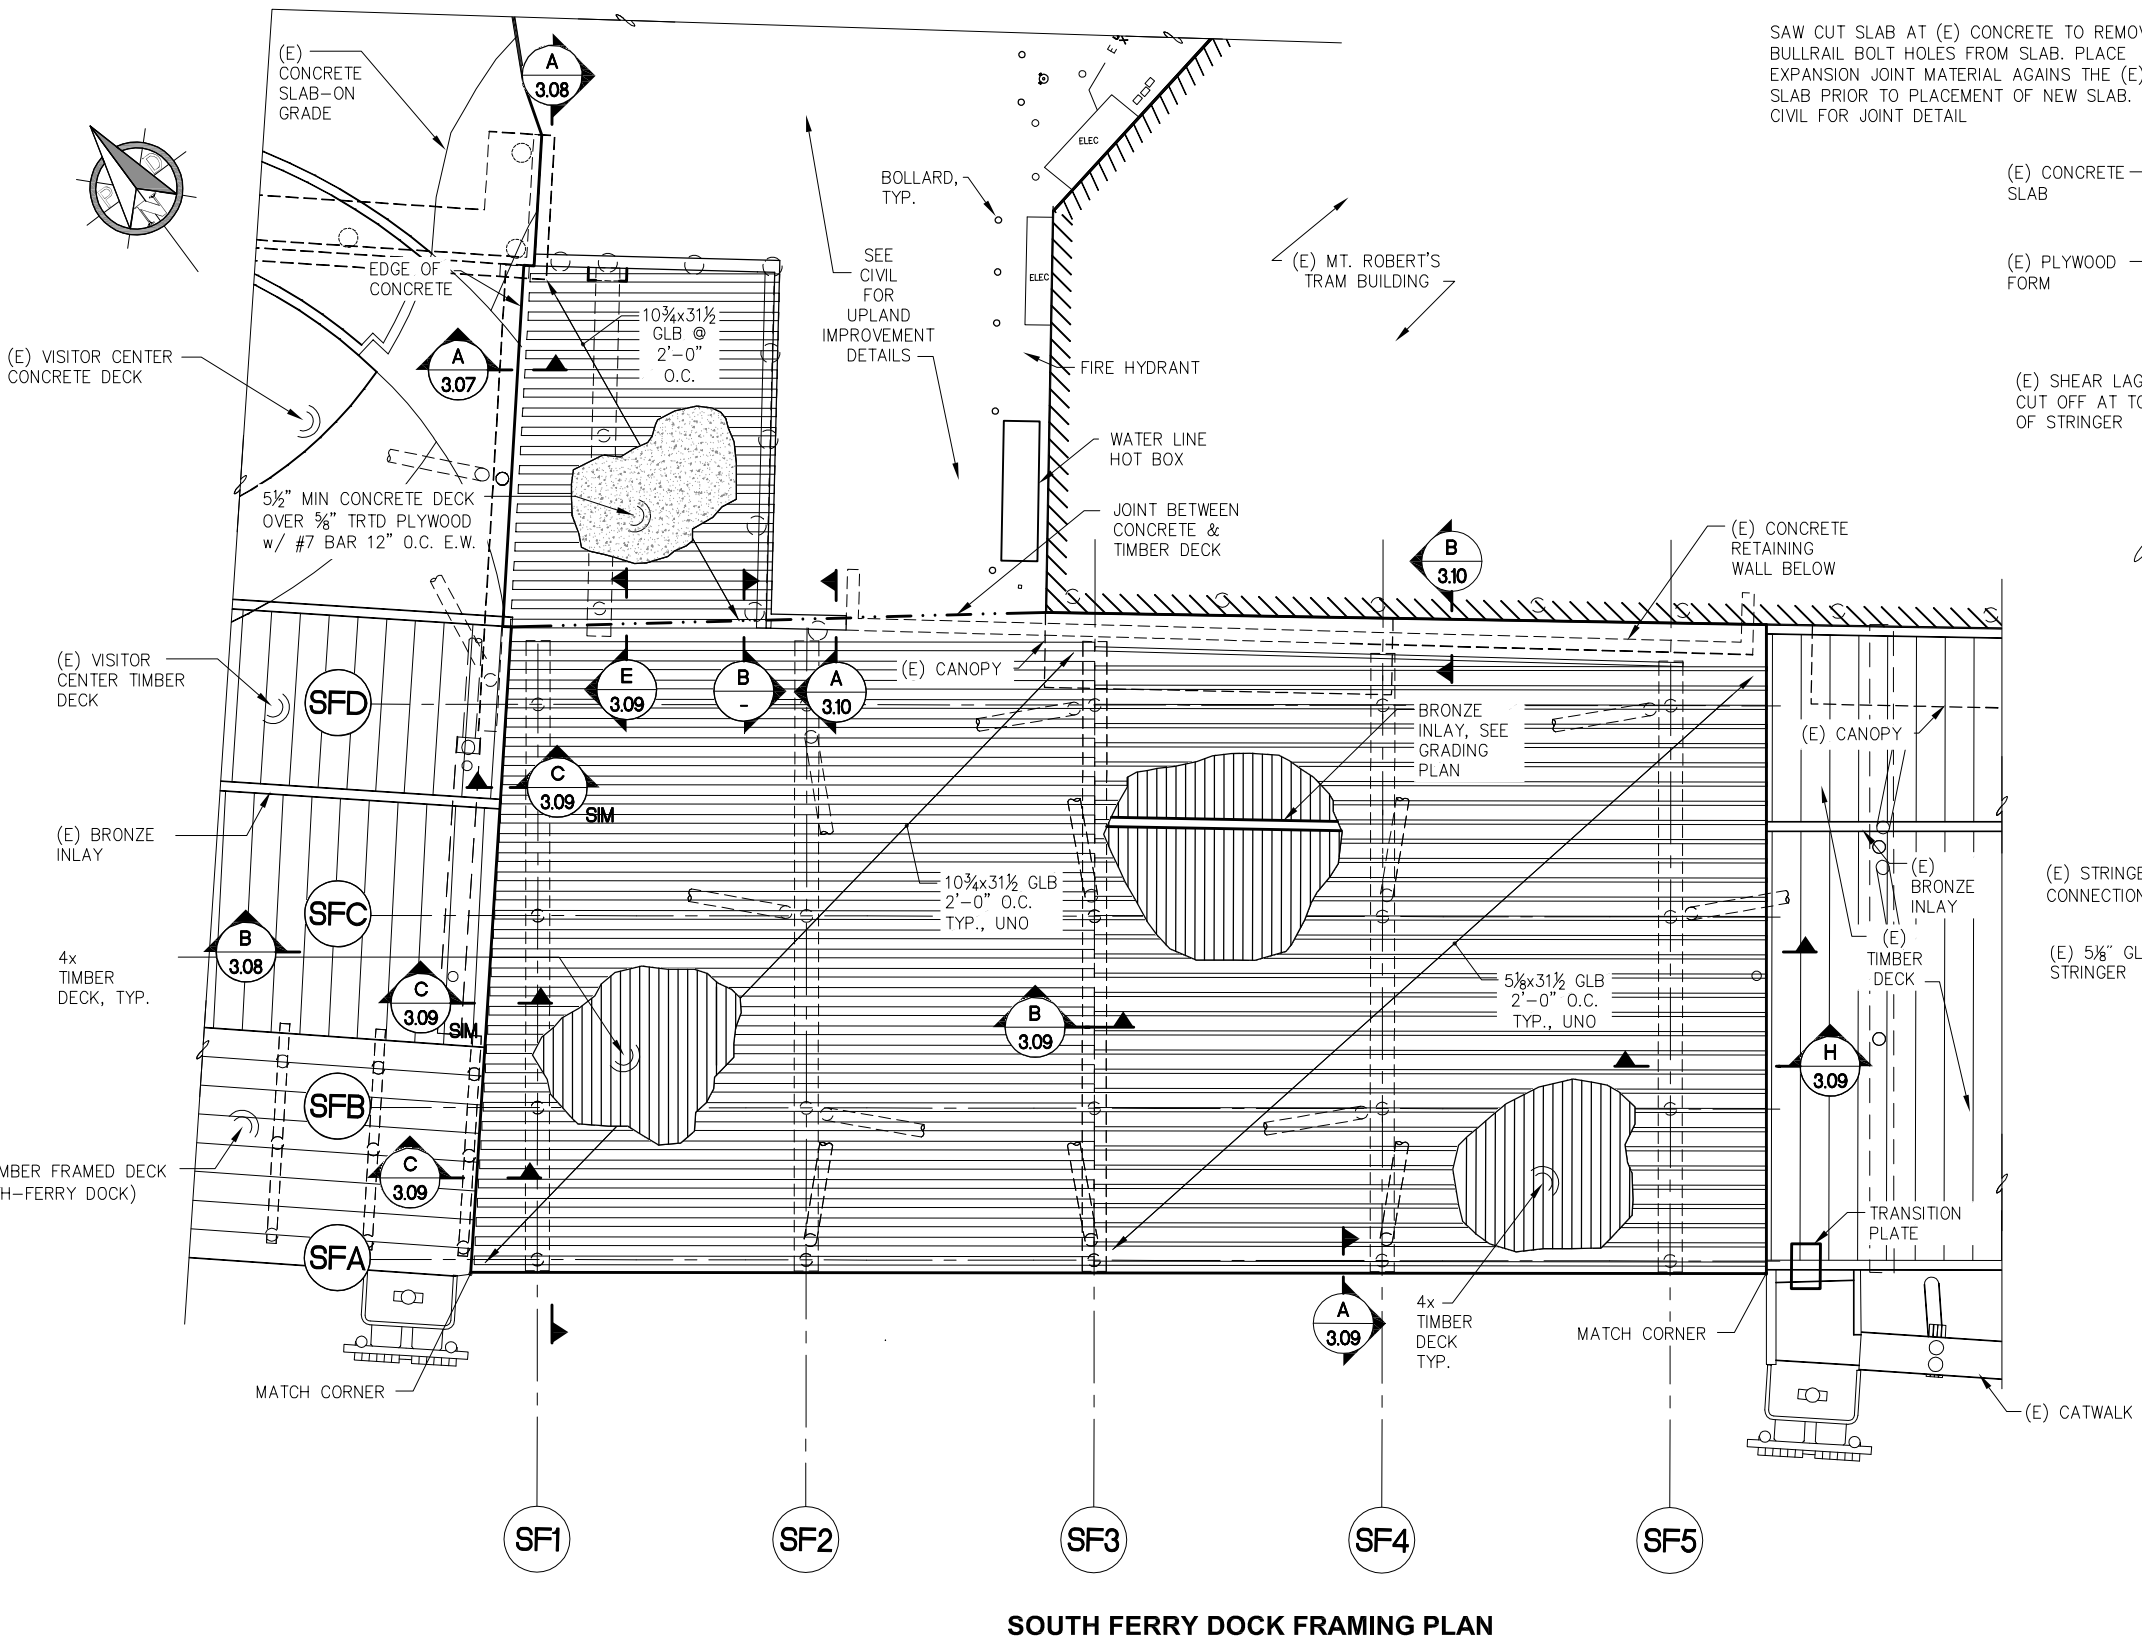 SAW CUT SLAB AT (E) CONCRETE TO REMOV
BULLRAIL BOLT HOLES FROM SLAB. PLACE
EXPANSION JOINT MATERIAL AGAINS THE (E)
SLAB PRIOR TO PLACEMENT OF NEW SLAB.
CIVIL FOR JOINT DETAIL
(E)
CONCRETE
SLAB-ON
GRADE
A
3.08
ELEC
BOLLARD,
TYP.
(E) CONCRETE
SLAB
SEE
CIVIL
FOR
UPLAND
IMPROVEMENT
DETAILS
(E) MT. ROBERT'S
TRAM BUILDING
ELEC
(E) PLYWOOD
FORM
EDGE OF
CONCRETE
10¾x31½
GLB @
2'-0"
O.C.
(E) VISITOR CENTER
CONCRETE DECK
A
3.07
FIRE HYDRANT
(E) SHEAR LAG
CUT OFF AT TO
OF STRINGER
WATER LINE
HOT BOX
5½" MIN CONCRETE DECK
OVER ⅝" TRTD PLYWOOD
w/ #7 BAR 12" O.C. E.W.
JOINT BETWEEN
CONCRETE &
TIMBER DECK
B
3.10
(E) CONCRETE
RETAINING
WALL BELOW
(E) VISITOR
CENTER TIMBER
DECK
SFD
E
3.09
B
-
A
3.10
(E) CANOPY
BRONZE
INLAY, SEE
GRADING
PLAN
(E) CANOPY
C
3.09
SIM
(E) BRONZE
INLAY
10¾x31½ GLB
2'-0" O.C.
TYP., UNO
(E)
BRONZE
INLAY
(E) STRINGE
CONNECTION
SFC
B
3.08
4x
TIMBER
DECK, TYP.
C
3.09
SIM
5⅛x31½ GLB
2'-0" O.C.
TYP., UNO
(E)
TIMBER
DECK
(E) 5⅛" GL
STRINGER
B
3.09
H
3.09
SFB
MBER FRAMED DECK
H-FERRY DOCK)
C
3.09
TRANSITION
PLATE
SFA
A
3.09
4x
TIMBER
DECK
TYP.
MATCH CORNER
MATCH CORNER
(E) CATWALK
SF1
SF2
SF3
SF4
SF5
SOUTH FERRY DOCK FRAMING PLAN